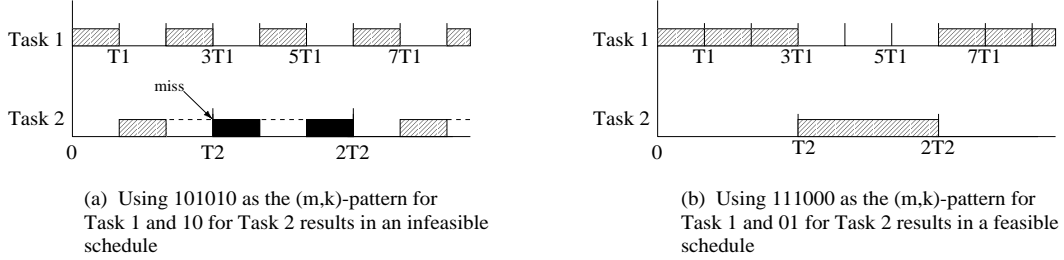 Task 1
T1 3T1 5T1 7T1
miss
Task 2
0 T2 2T2
(a) Using 101010 as the (m,k)-pattern for
Task 1 and 10 for Task 2 results in an infeasible
schedule
Task 1
T1 3T1 5T1 7T1
Task 2
0 T2 2T2
(b) Using 111000 as the (m,k)-pattern for
Task 1 and 01 for Task 2 results in a feasible
schedule